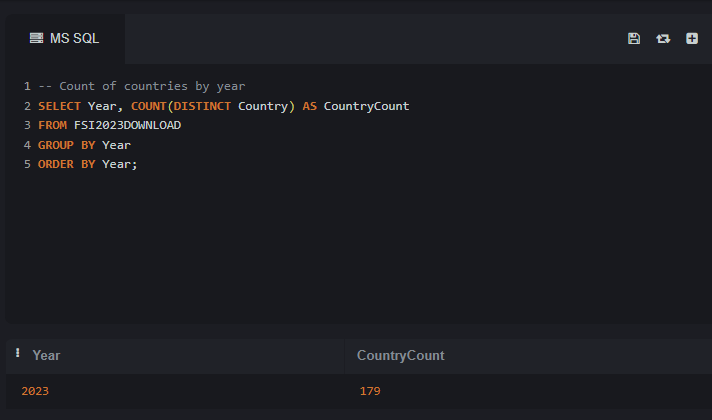 MS SQL
1 -- Count of countries by year
2 SELECT Year, COUNT(DISTINCT Country) AS CountryCount
3 FROM FSI2023DOWNLOAD
4 GROUP BY Year
5 ORDER BY Year;
Year CountryCount
2023 179